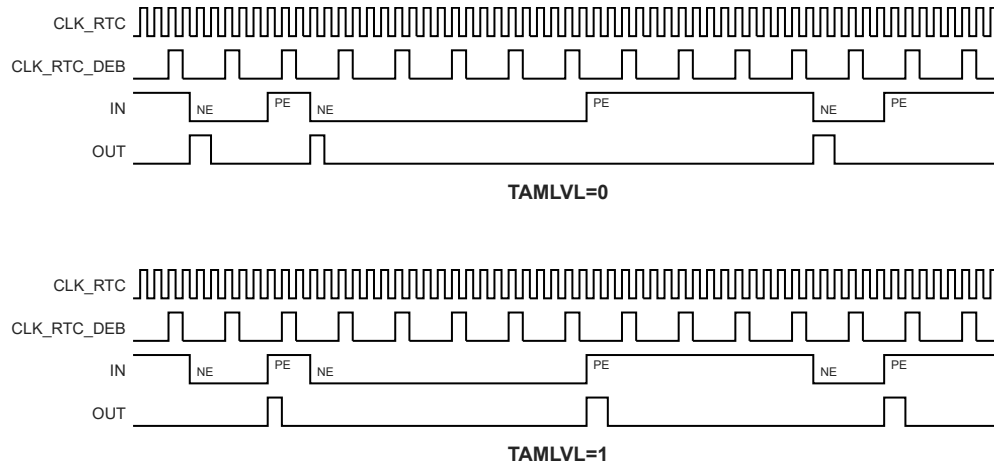 CLK_RTC
CLK_RTC_DEB
IN NE PE NE PE NE PE
OUT
TAMLVL=0
CLK_RTC
CLK_RTC_DEB
IN NE PE NE PE NE PE
OUT
TAMLVL=1